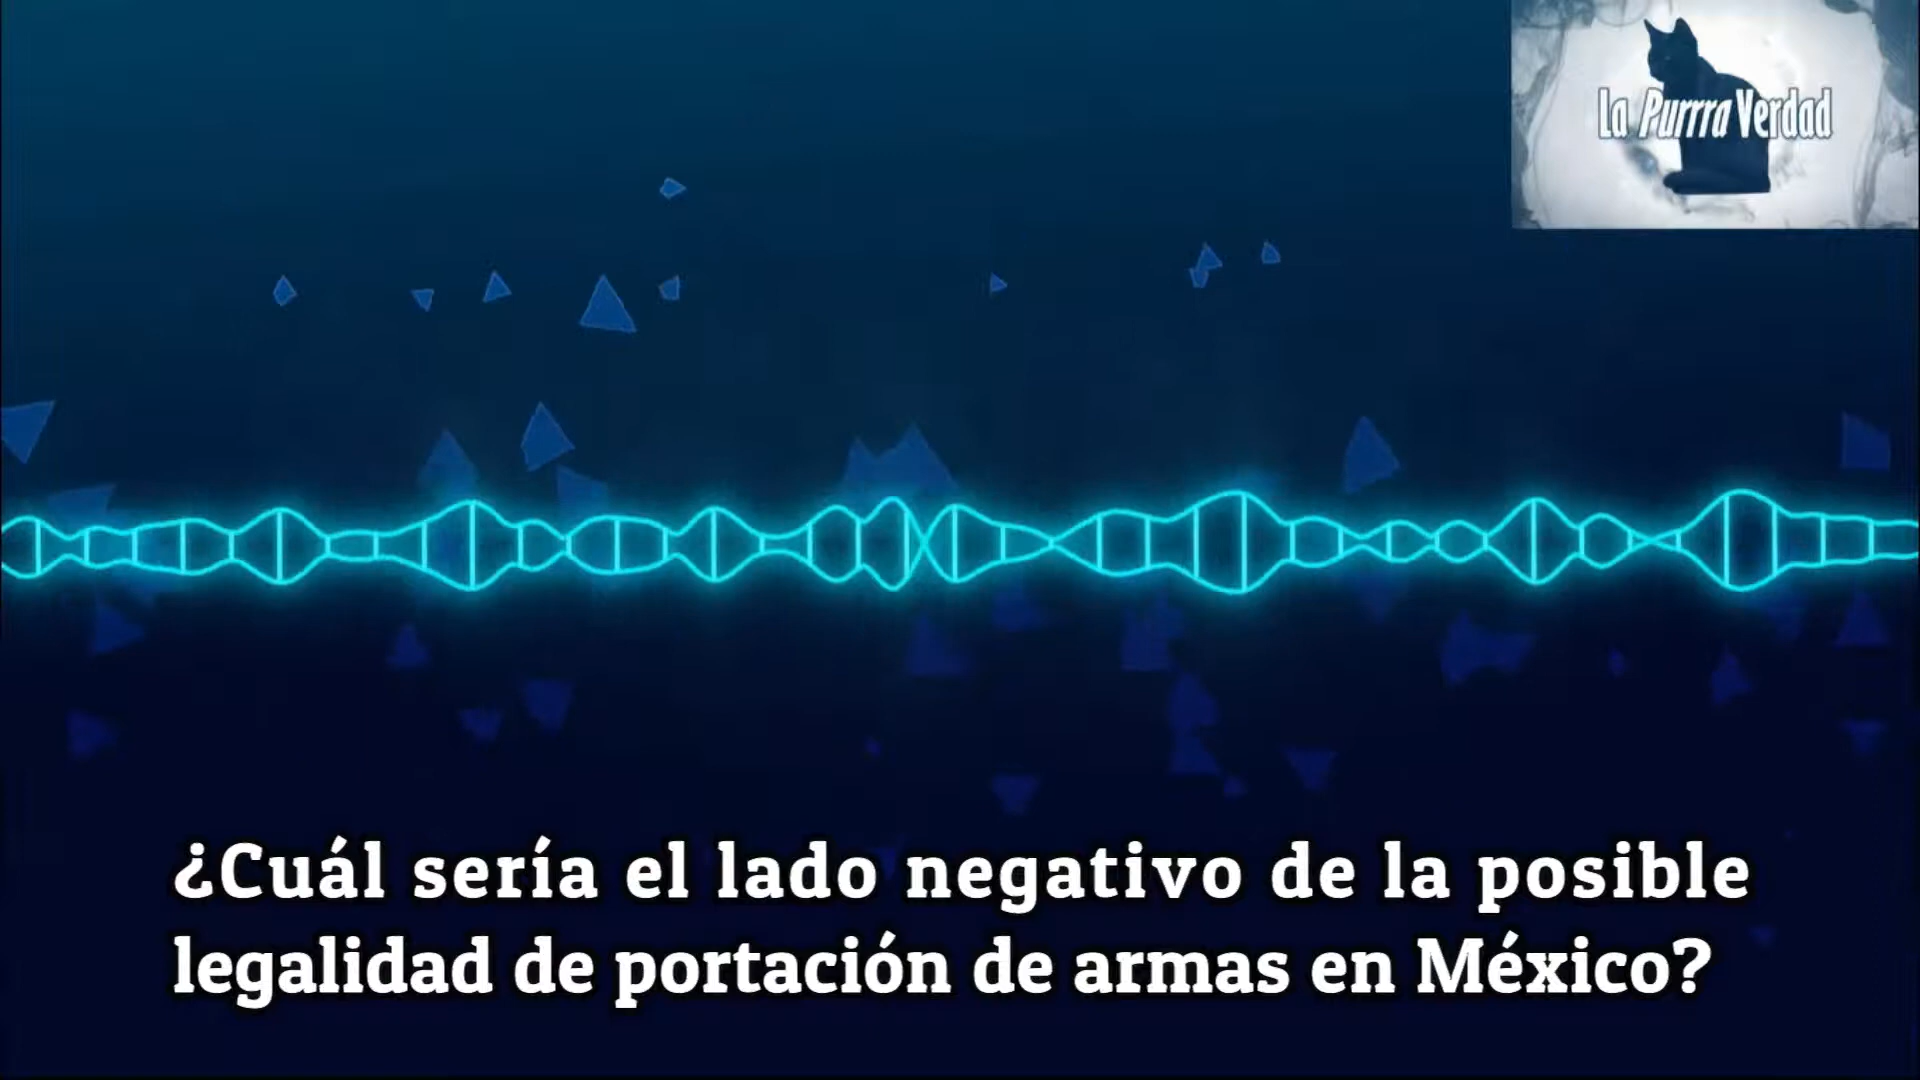 La Purrra Verdad
¿Cuál sería el lado negativo de la posible
legalidad de portación de armas en México?